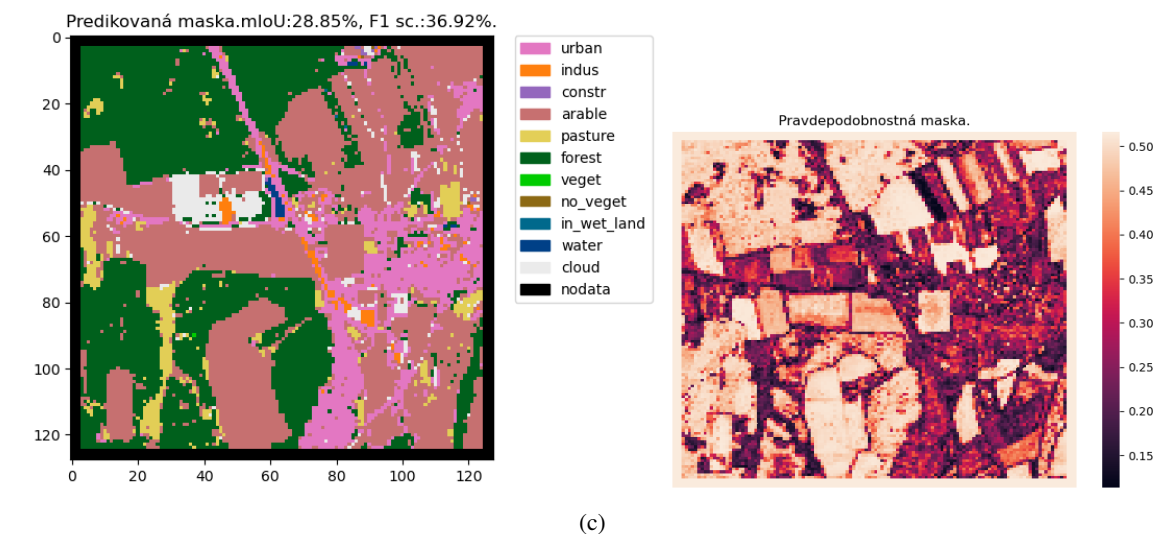 Predikovaná maska.mIoU:28.85%, F1 sc.:36.92%.
0
20
40
60
80
100
120
0 20 40 60 80 100 120
urban
indus
constr
arable
pasture
forest
veget
no_veget
in_wet_land
water
cloud
nodata
Pravdepodobnostná maska.
0.50
0.45
0.40
0.35
0.30
0.25
0.20
0.15
(c)